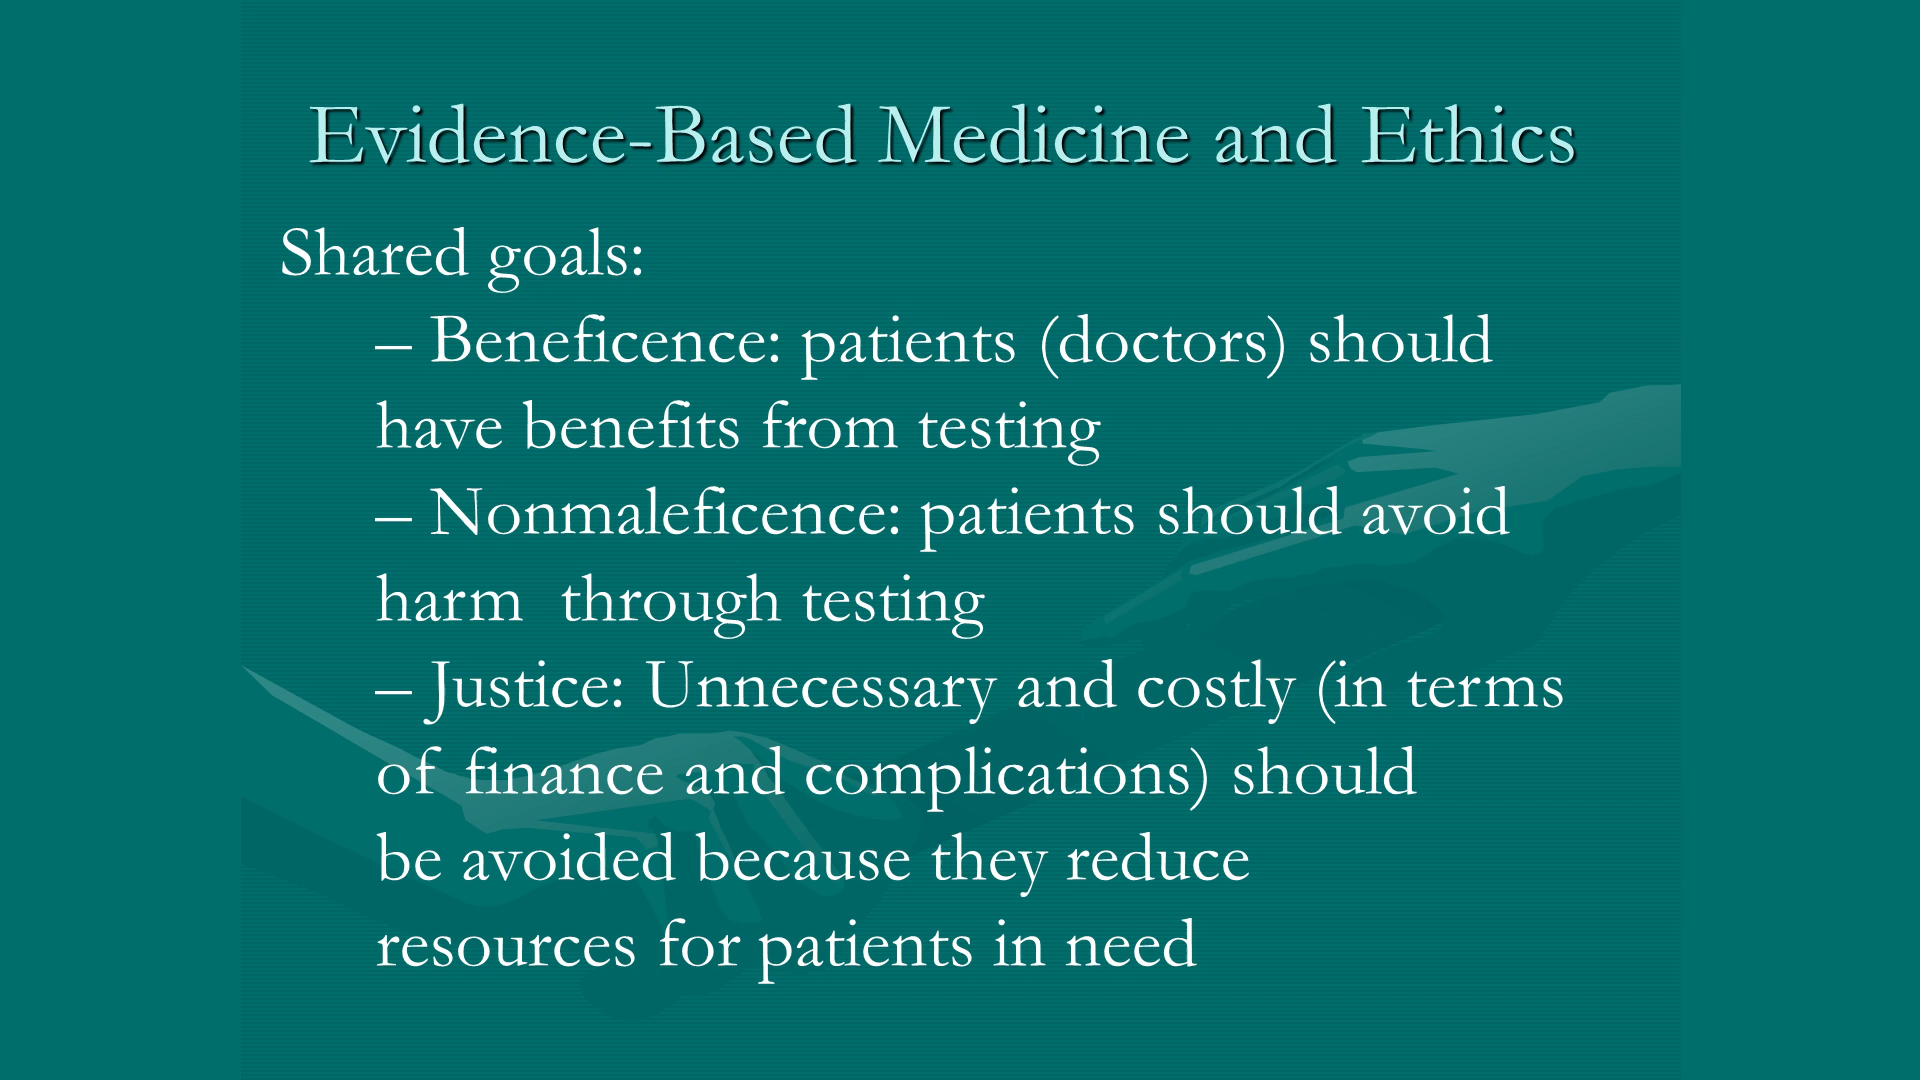 Evidence-Based Medicine and Ethics
Shared goals:
– Beneficence: patients (doctors) should
have benefits from testing
– Nonmaleficence: patients should avoid
harm  through testing
– Justice: Unnecessary and costly (in terms
of finance and complications) should
be avoided because they reduce
resources for patients in need